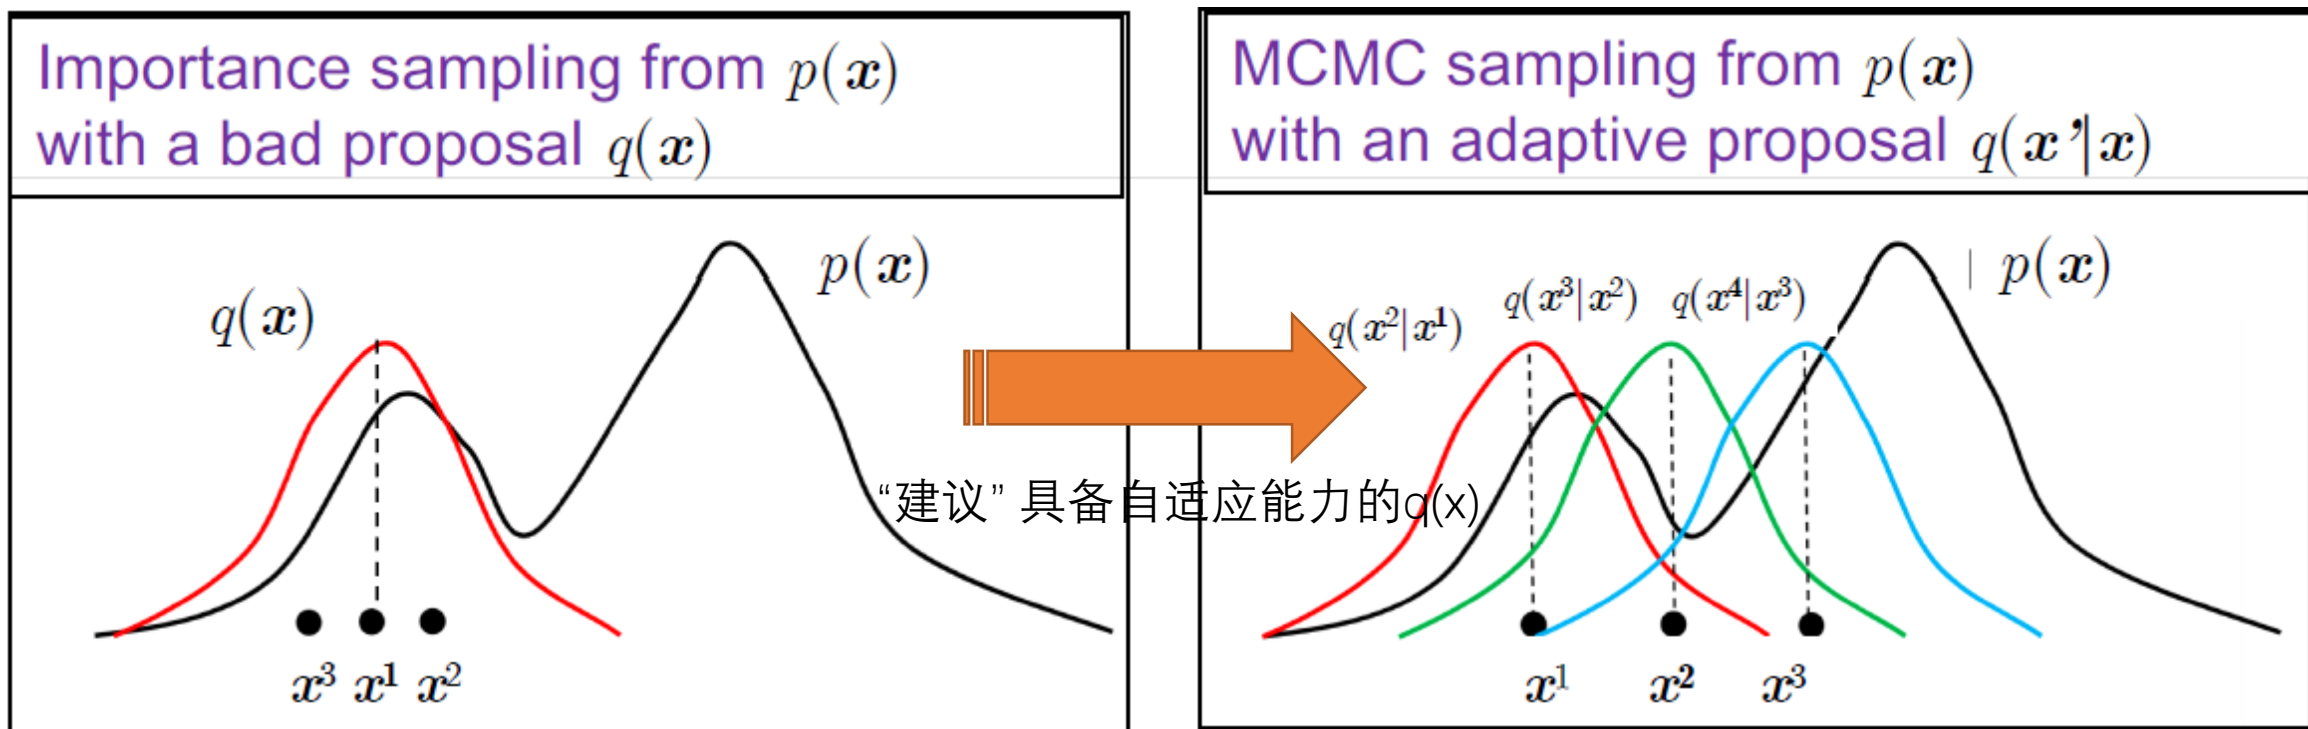 Importance sampling from p(x)
with a bad proposal q(x)
q(x)
p(x)
x³ x¹ x²
“建议” 具备自适应能力的q(x)
MCMC sampling from p(x)
with an adaptive proposal q(x’|x)
q(x²|x¹)
q(x³|x²)
q(x⁴|x³)
p(x)
x¹ x² x³